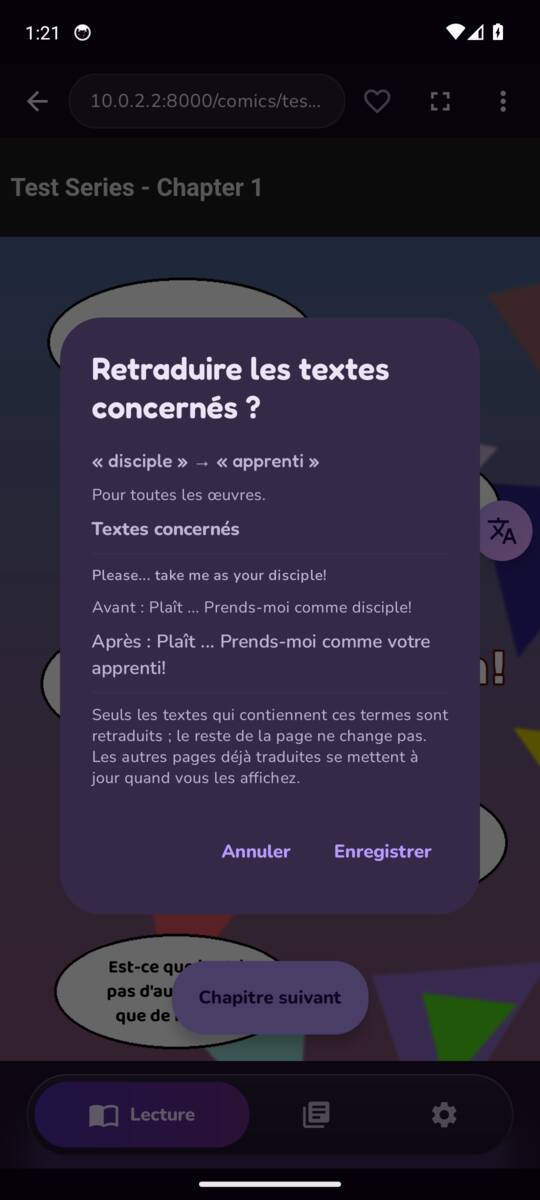 1:21
10.0.2.2:8000/comics/tes...
Test Series - Chapter 1
Retraduire les textes
concernés ?
« disciple » → « apprenti »
Pour toutes les œuvres.
Textes concernés
Please... take me as your disciple!
Avant : Plaît ... Prends-moi comme disciple!
Après : Plaît ... Prends-moi comme votre
apprenti!
Seuls les textes qui contiennent ces termes sont
retraduits ; le reste de la page ne change pas.
Les autres pages déjà traduites se mettent à
jour quand vous les affichez.
Annuler
Enregistrer
Est-ce que
pas d'au
que de
Chapitre suivant
Lecture